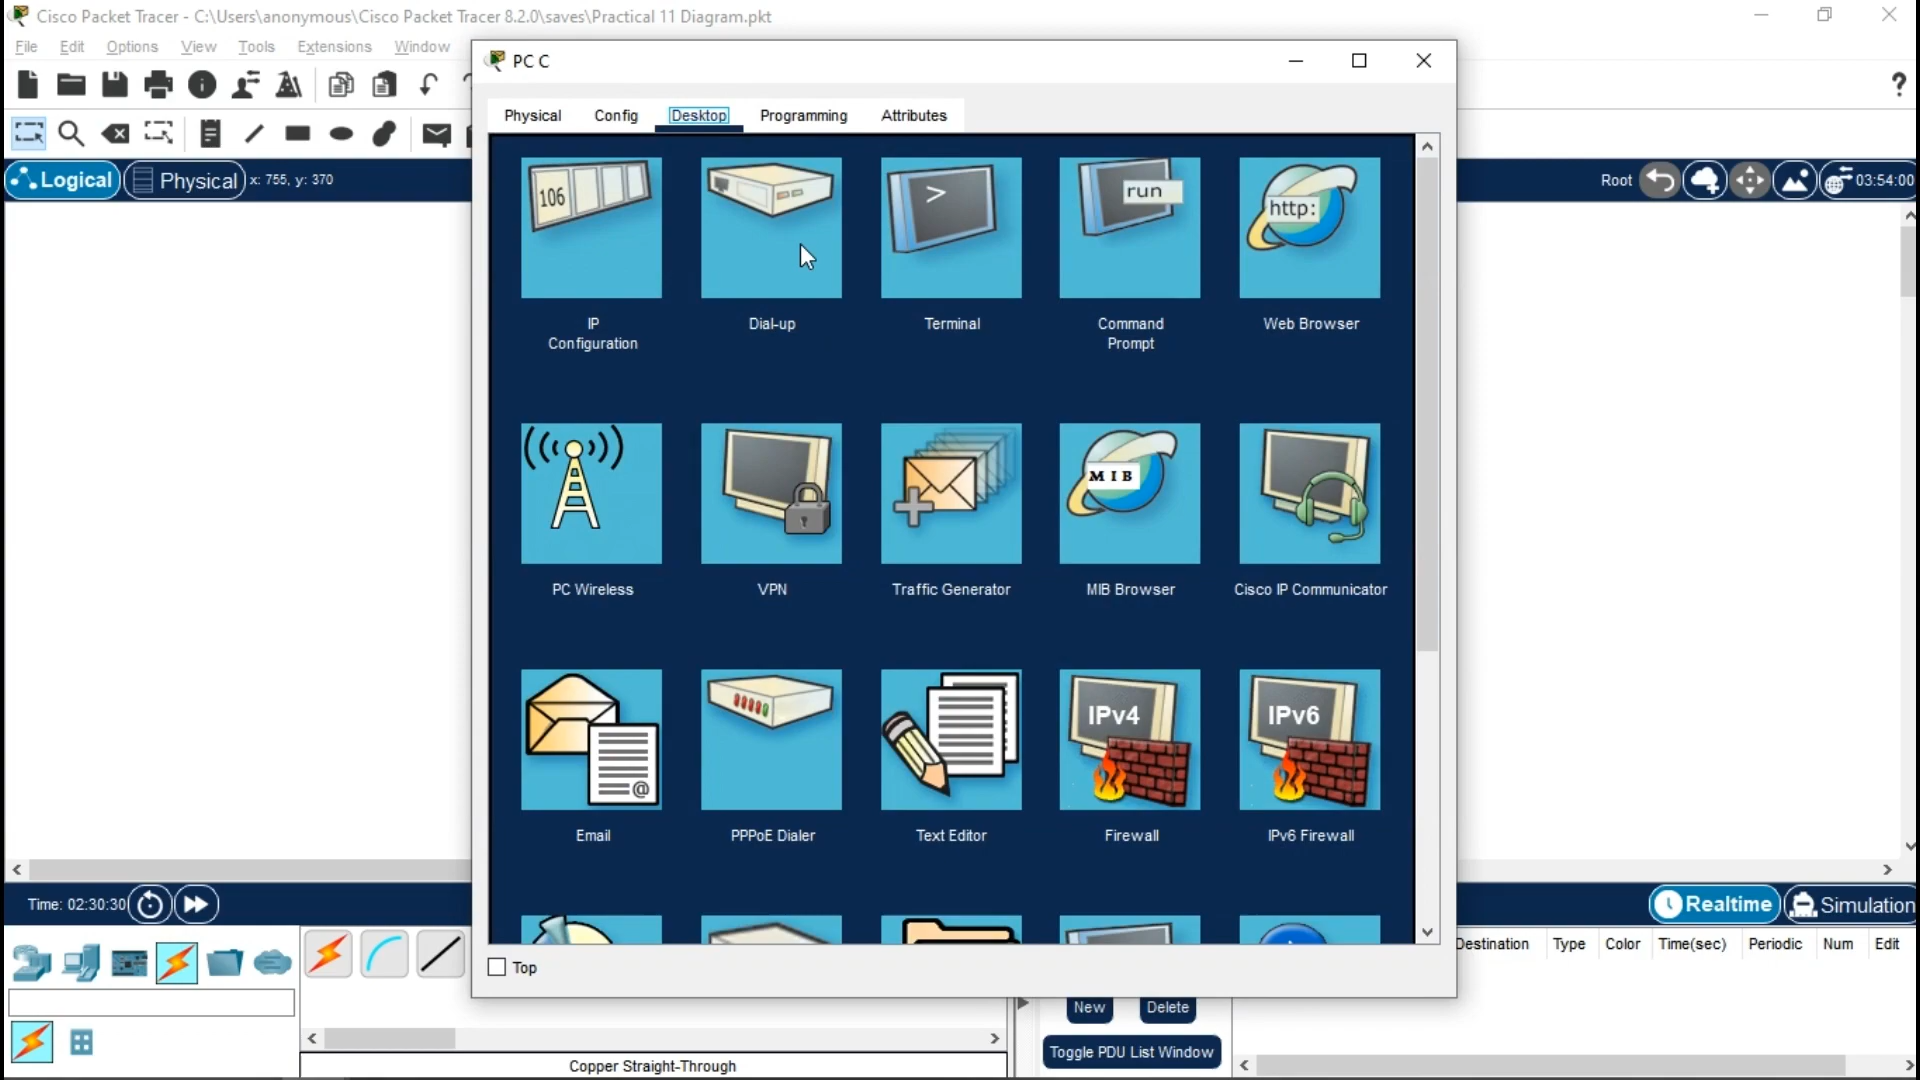 Cisco Packet Tracer - C:\Users\anonymous\Cisco Packet Tracer 8.2.0\saves\Practical 11 Diagram.pkt
File Edit Options View Tools Extensions Window
PC C
Physical Config Desktop Programming Attributes
Logical Physical x: 755, y: 370
Root 03:54:00
106
>
run
http:
IP Configuration
Dial-up
Terminal
Command Prompt
Web Browser
MIB
PC Wireless
VPN
Traffic Generator
MIB Browser
Cisco IP Communicator
@
IPv4
IPv6
Email
PPPoE Dialer
Text Editor
Firewall
IPv6 Firewall
Time: 02:30:30
Realtime Simulation
Top
Destination Type Color Time(sec) Periodic Num Edit
New Delete
Toggle PDU List Window
Copper Straight-Through
?